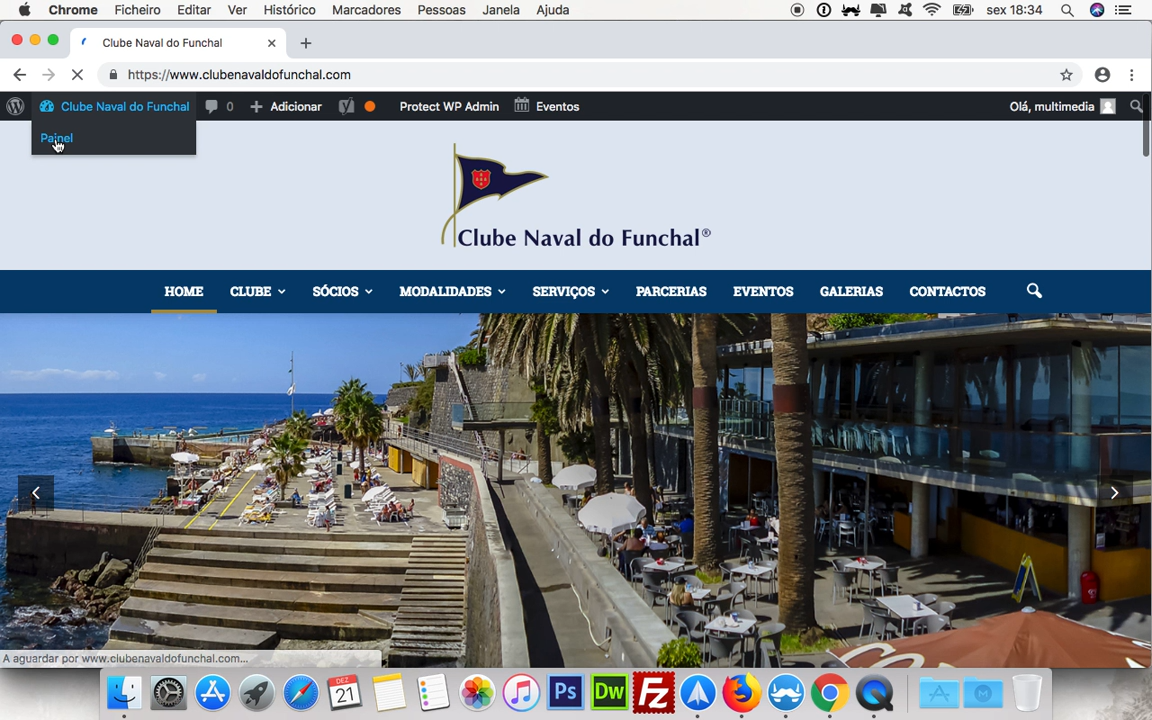 Chrome Ficheiro Editar Ver Histórico Marcadores Pessoas Janela Ajuda sex 18:34
Clube Naval do Funchal
https://www.clubenavaldofunchal.com
Clube Naval do Funchal 0 Adicionar Protect WP Admin Eventos Olá, multimedia
Painel
Clube Naval do Funchal®
HOME CLUBE SÓCIOS MODALIDADES SERVIÇOS PARCERIAS EVENTOS GALERIAS CONTACTOS
A aguardar por www.clubenavaldofunchal.com...
DEZ
21
Ps Dw Fz